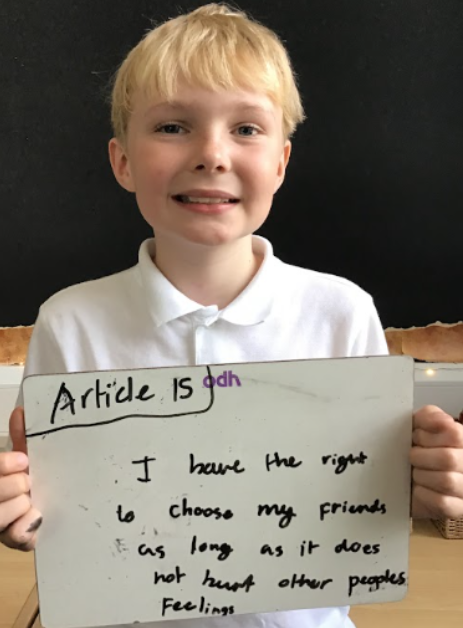 Article 15
odh
I have the right
to choose my friends
as long as it does
not hurt other peoples
Feelings